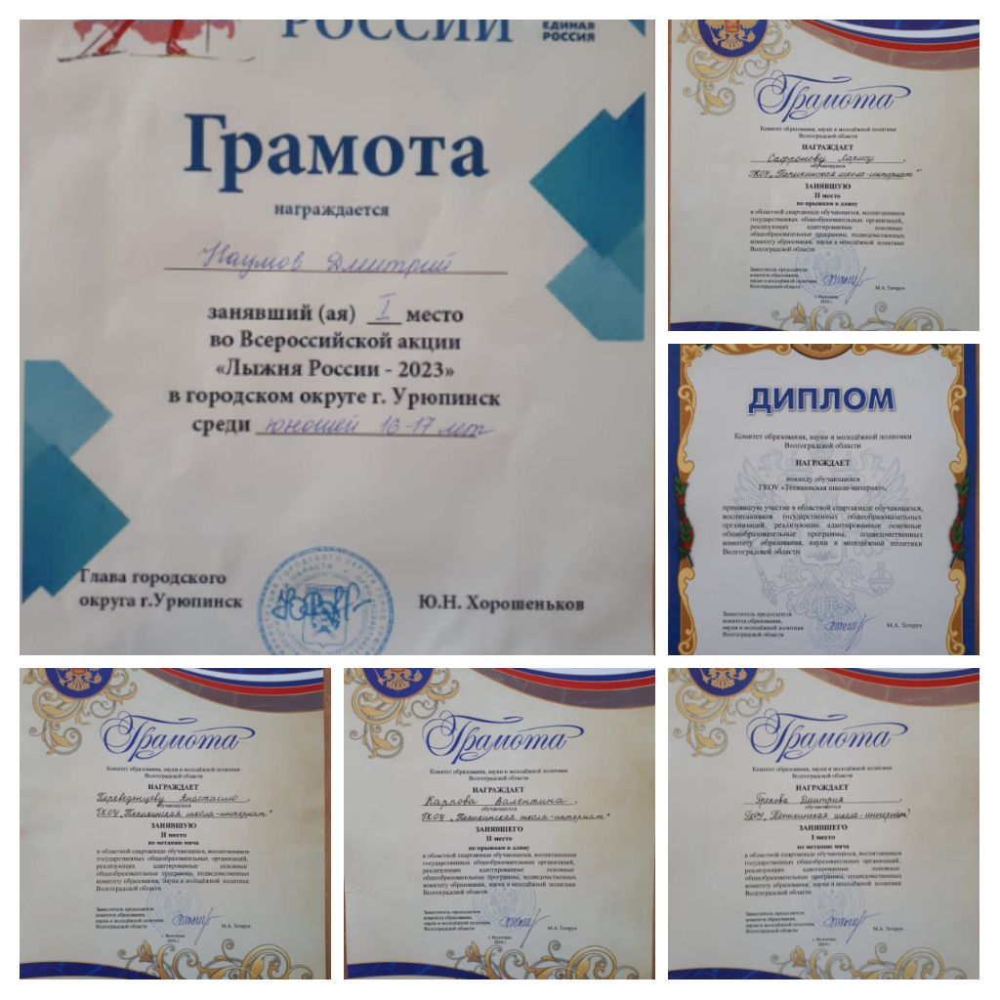 РОССИИ
ЕДИНАЯ
РОССИЯ
Грамота
награждается
Наумов Дмитрий
занявший (ая) I место
во Всероссийской акции
«Лыжня России - 2023»
в городском округе г. Урюпинск
среди юношей 16-17 лет
Глава городского
округа г.Урюпинск
Ю.Н. Хорошеньков
Грамота
Комитет образования, науки и молодёжной политики
Волгоградской области
НАГРАЖДАЕТ
Сафронову Ларису,
обучающуюся
ГКОУ „Тепикинская школа-интернат"
ЗАНЯВШУЮ
II место
по прыжкам в длину
в областной спартакиаде обучающихся, воспитанников
государственных общеобразовательных организаций,
реализующих адаптированные основные
общеобразовательные программы, подведомственных
комитету образования, науки и молодёжной политики
Волгоградской области
Заместитель председателя
комитета образования,
науки и молодёжной политики
Волгоградской области
М.А. Тетерук
г. Волгоград
2024 г.
ДИПЛОМ
Комитет образования, науки и молодёжной политики
Волгоградской области
НАГРАЖДАЕТ
команду обучающихся
ГКОУ «Тепикинская школа-интернат»,
принявшую участие в областной спартакиаде обучающихся,
воспитанников государственных общеобразовательных
организаций, реализующих адаптированные основные
общеобразовательные программы, подведомственных
комитету образования, науки и молодёжной политики
Волгоградской области
Заместитель председателя
комитета образования,
науки и молодёжной политики
Волгоградской области
М.А. Тетерук
Грамота
Комитет образования, науки и молодёжной политики
Волгоградской области
НАГРАЖДАЕТ
Переведенцеву Анастасию,
обучающуюся
ГКОУ „Тепикинская школа-интернат"
ЗАНЯВШУЮ
II место
по метанию мяча
в областной спартакиаде обучающихся, воспитанников
государственных общеобразовательных организаций,
реализующих адаптированные основные
общеобразовательные программы, подведомственных
комитету образования, науки и молодёжной политики
Волгоградской области
Заместитель председателя
комитета образования,
науки и молодёжной политики
Волгоградской области
М.А. Тетерук
г. Волгоград
2024 г.
Грамота
Комитет образования, науки и молодёжной политики
Волгоградской области
НАГРАЖДАЕТ
Карпова Валентина,
обучающегося
ГКОУ „Тепикинская школа-интернат"
ЗАНЯВШЕГО
II место
по прыжкам в длину
в областной спартакиаде обучающихся, воспитанников
государственных общеобразовательных организаций,
реализующих адаптированные основные
общеобразовательные программы, подведомственных
комитету образования, науки и молодёжной политики
Волгоградской области
Заместитель председателя
комитета образования,
науки и молодёжной политики
Волгоградской области
М.А. Тетерук
г. Волгоград
2024 г.
Грамота
Комитет образования, науки и молодёжной политики
Волгоградской области
НАГРАЖДАЕТ
Грекова Дмитрия,
обучающегося
ГКОУ „Тепикинская школа-интернат"
ЗАНЯВШЕГО
I место
по метанию мяча
в областной спартакиаде обучающихся, воспитанников
государственных общеобразовательных организаций,
реализующих адаптированные основные
общеобразовательные программы, подведомственных
комитету образования, науки и молодёжной политики
Волгоградской области
Заместитель председателя
комитета образования,
науки и молодёжной политики
Волгоградской области
М.А. Тетерук
г. Волгоград
2024 г.